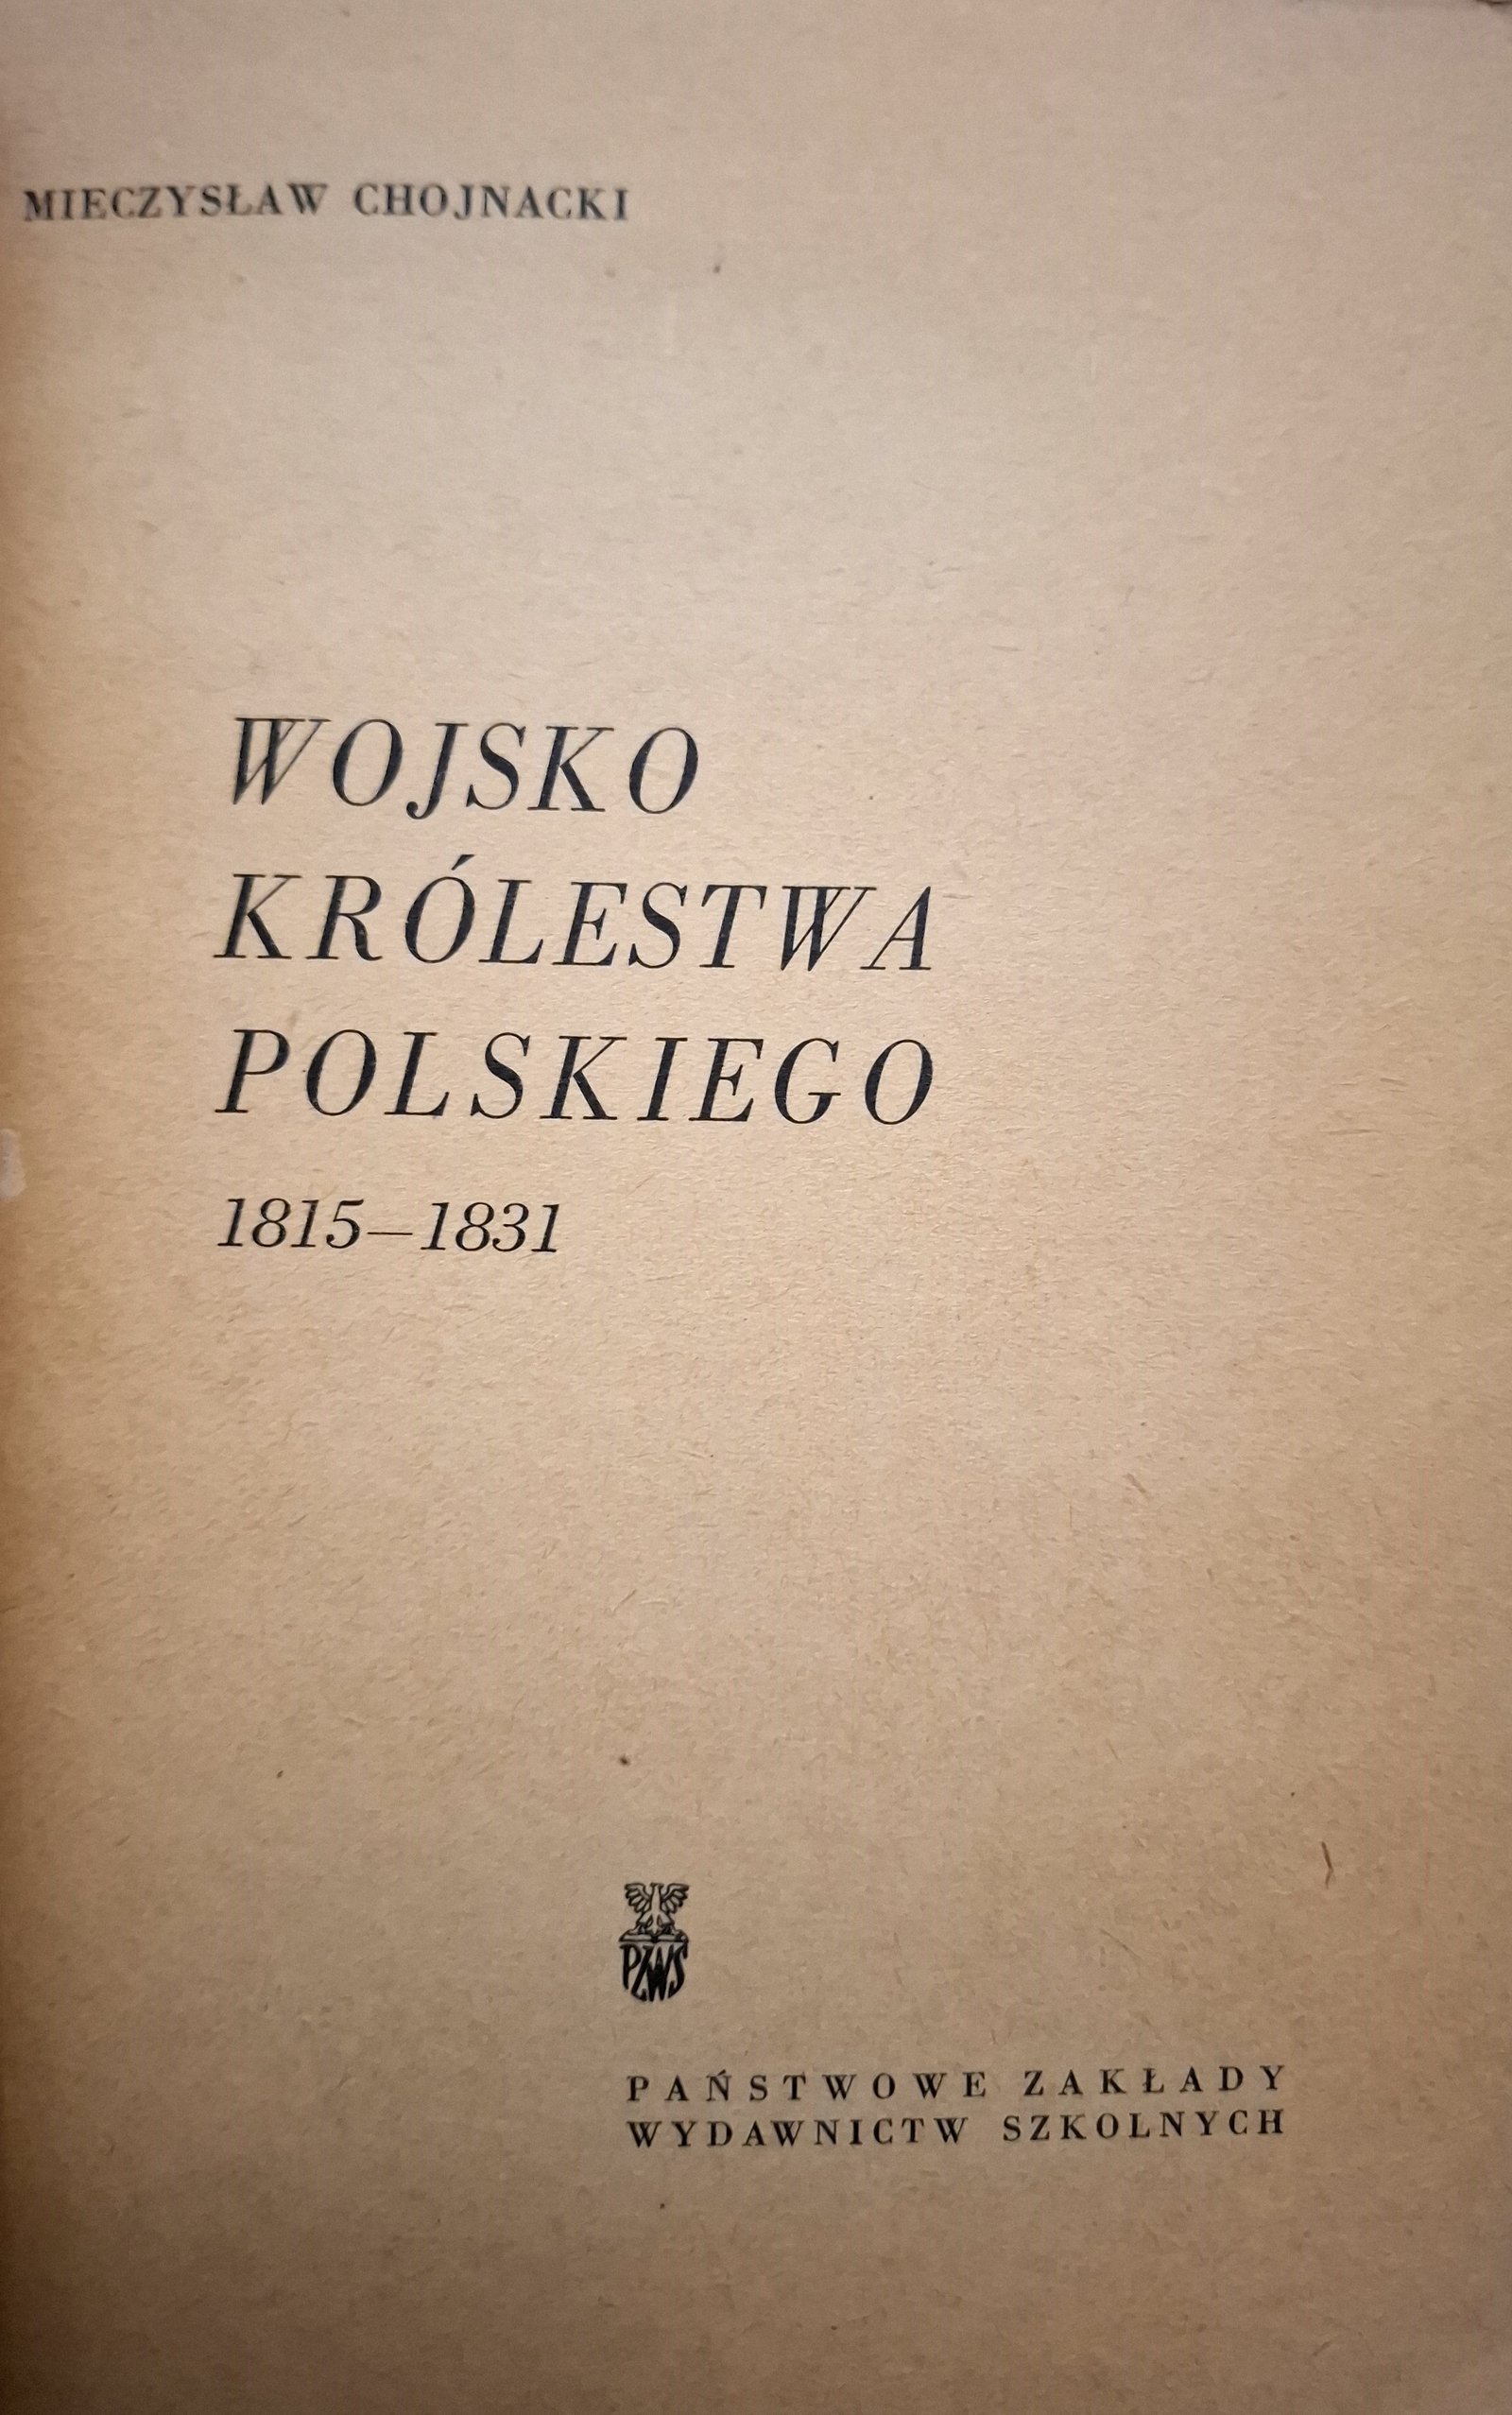 MIECZYSŁAW CHOJNACKI
WOJSKO
KRÓLESTWA
POLSKIEGO
1815–1831
PZWS
PAŃSTWOWE ZAKŁADY
WYDAWNICTW SZKOLNYCH